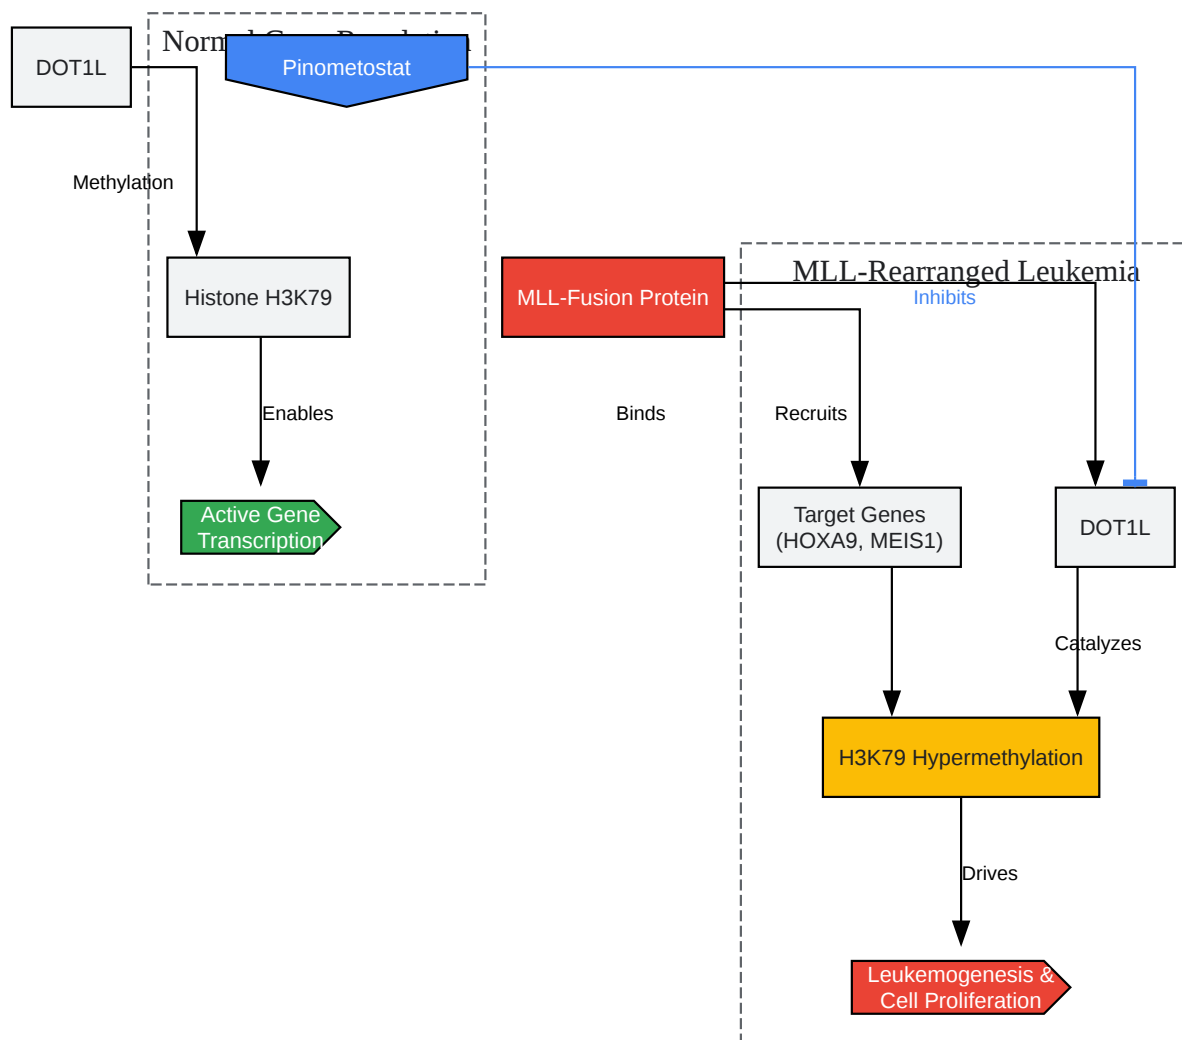 DOT1L
Pinometostat
Methylation
MLL-Rearranged Leukemia
Histone H3K79
MLL-Fusion Protein
Inhibits
Enables
Binds
Recruits
Active Gene
Transcription
Target Genes
(HOXA9, MEIS1)
DOT1L
Catalyzes
H3K79 Hypermethylation
Drives
Leukemogenesis &
Cell Proliferation